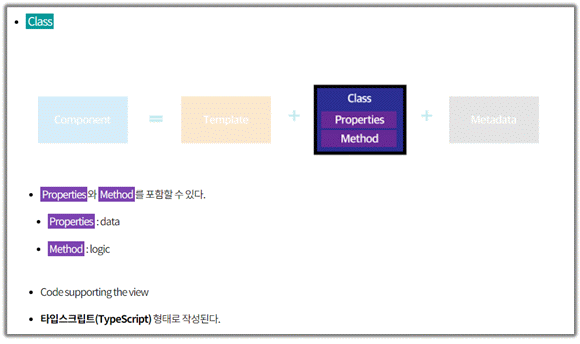 Class
Component = Template + Class + Metadata
Properties
Method
Properties와 Method를 포함할 수 있다.
Properties : data
Method : logic
Code supporting the view
타입스크립트(TypeScript) 형태로 작성된다.